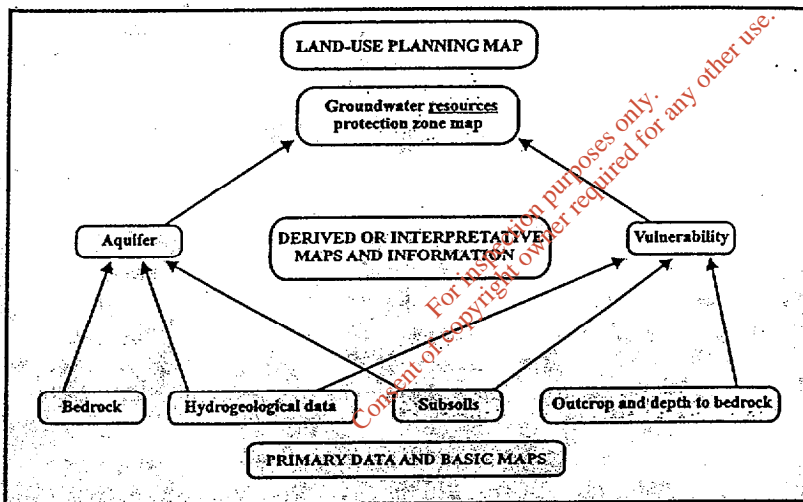 LAND-USE PLANNING MAP
Groundwater resources
protection zone map
Aquifer
DERIVED OR INTERPRETATIVE
MAPS AND INFORMATION
Vulnerability
Bedrock
Hydrogeological data
Subsoils
Outcrop and depth to bedrock
PRIMARY DATA AND BASIC MAPS
For inspection purposes only.
Consent of copyright owner required for any other use.